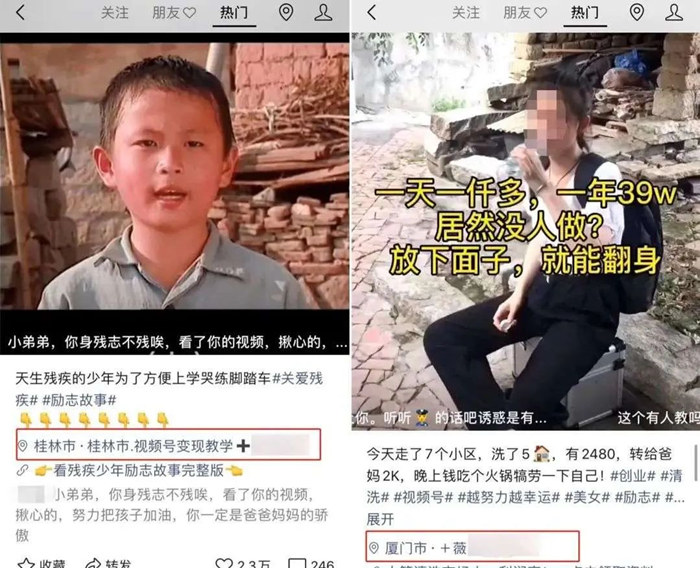 关注 朋友♡ 热门
小弟弟，你身残志不残唉，看了你的视频，揪心的，...
天生残疾的少年为了方便上学哭练脚踏车#关爱残
疾# #励志故事#
👇👇👇👇👇👇👇👇
桂林市·桂林市.视频号变现教学➕
👉看残疾少年励志故事完整版👈
小弟弟，你身残志不残唉，看了你的视频，
揪心的，努力把孩子加油，你一定是爸爸妈妈的骄
傲
收藏 转发 2.3万 246
关注 朋友♡ 热门
一天一仟多，一年39w
居然没人做？
放下面子，就能翻身
你。听听👮的话吧诱惑是有...
这个有人教吗
今天走了7个小区，洗了5🏠，有2480，转给爸
妈2K，晚上钱吃个火锅犒劳一下自己！#创业# #清
洗# #视频号# #越努力越幸运# #美女# #励志# #...
展开
厦门市·＋薇